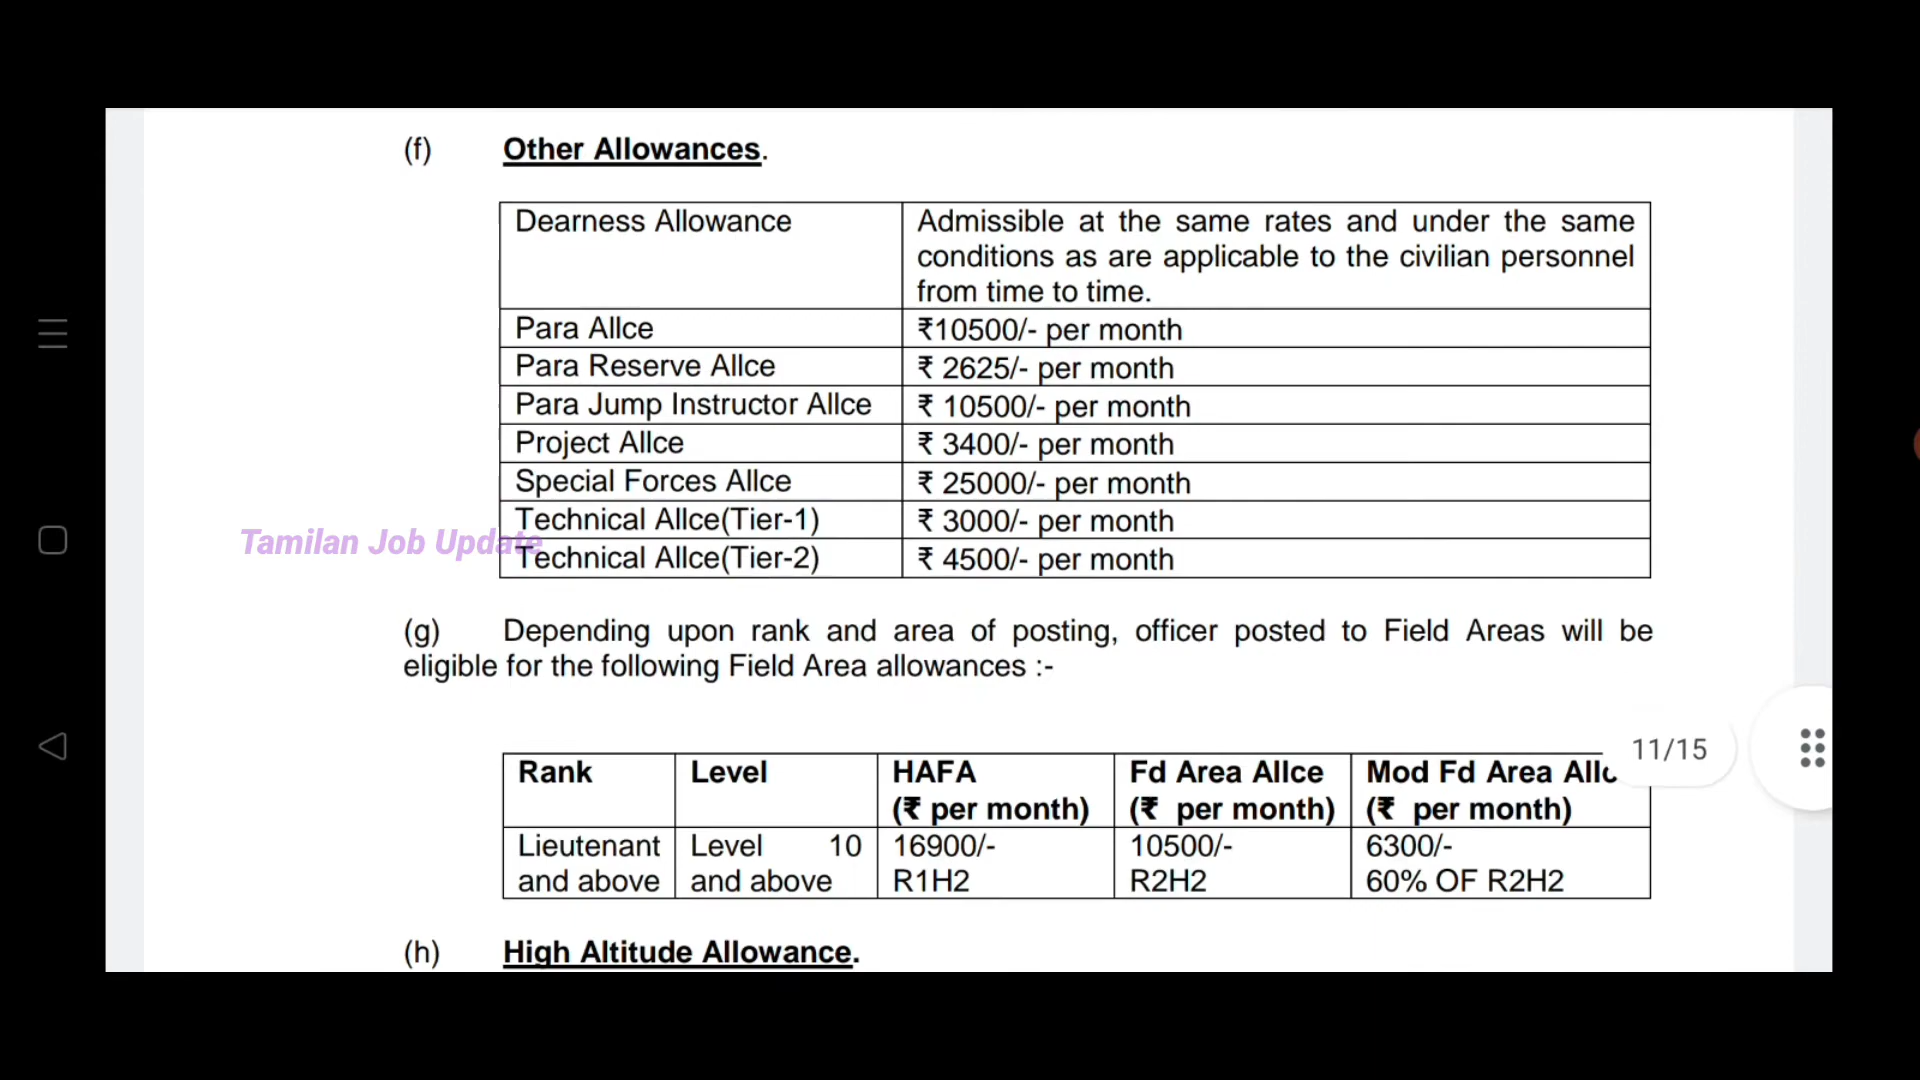 (f) Other Allowances.
Dearness Allowance Admissible at the same rates and under the same
conditions as are applicable to the civilian personnel
from time to time.
Para Allce ₹10500/- per month
Para Reserve Allce ₹ 2625/- per month
Para Jump Instructor Allce ₹ 10500/- per month
Project Allce ₹ 3400/- per month
Special Forces Allce ₹ 25000/- per month
Technical Allce(Tier-1) ₹ 3000/- per month
Tamilan Job Update
Technical Allce(Tier-2) ₹ 4500/- per month
(g) Depending upon rank and area of posting, officer posted to Field Areas will be
eligible for the following Field Area allowances :-
11/15
Rank Level HAFA Fd Area Allce Mod Fd Area
(₹ per month) (₹ per month) (₹ per month)
Lieutenant Level 10 16900/- 10500/- 6300/-
and above and above R1H2 R2H2 60% OF R2H2
(h) High Altitude Allowance.